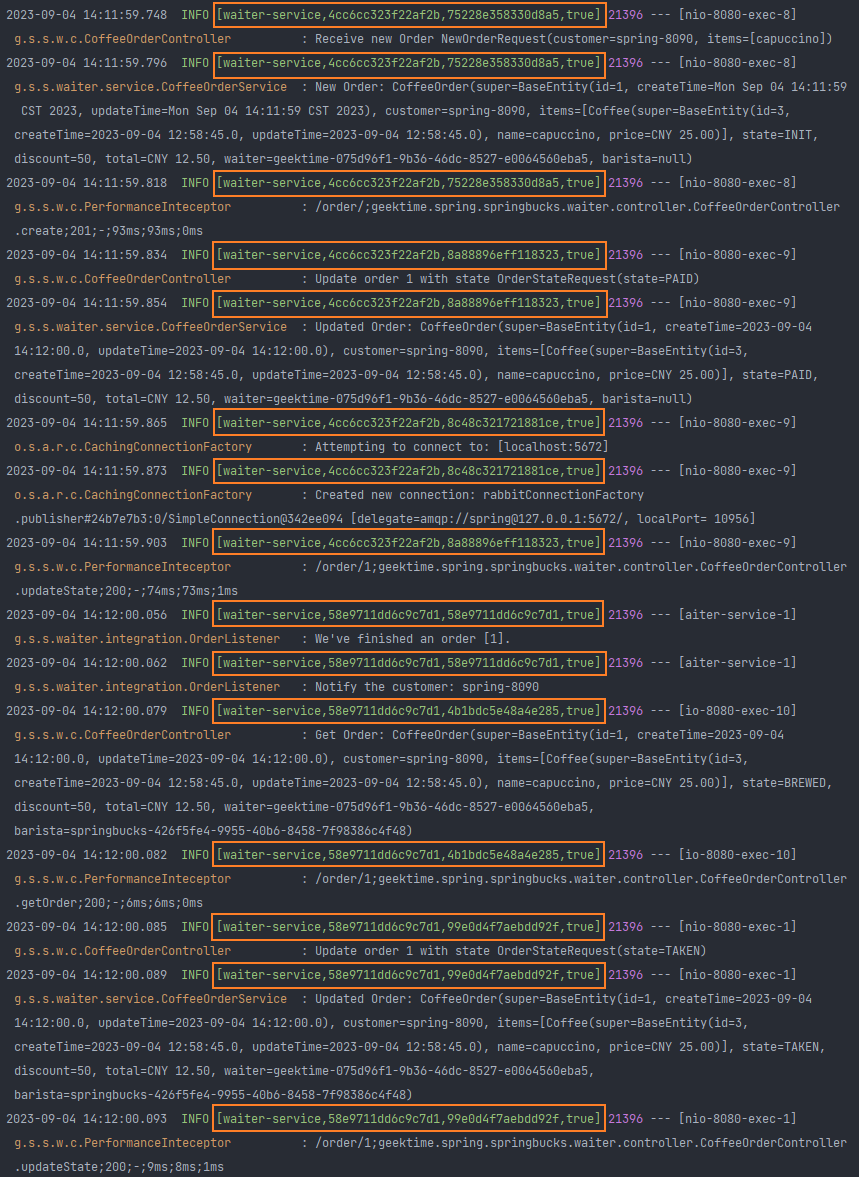 2023-09-04 14:11:59.748  INFO [waiter-service,4cc6cc323f22af2b,75228e358330d8a5,true] 21396 --- [nio-8080-exec-8]
g.s.s.w.c.CoffeeOrderController          : Receive new Order NewOrderRequest(customer=spring-8090, items=[capuccino])
2023-09-04 14:11:59.796  INFO [waiter-service,4cc6cc323f22af2b,75228e358330d8a5,true] 21396 --- [nio-8080-exec-8]
g.s.s.waiter.service.CoffeeOrderService  : New Order: CoffeeOrder(super=BaseEntity(id=1, createTime=Mon Sep 04 14:11:59
CST 2023, updateTime=Mon Sep 04 14:11:59 CST 2023), customer=spring-8090, items=[Coffee(super=BaseEntity(id=3,
createTime=2023-09-04 12:58:45.0, updateTime=2023-09-04 12:58:45.0), name=capuccino, price=CNY 25.00)], state=INIT,
discount=50, total=CNY 12.50, waiter=geektime-075d96f1-9b36-46dc-8527-e0064560eba5, barista=null)
2023-09-04 14:11:59.818  INFO [waiter-service,4cc6cc323f22af2b,75228e358330d8a5,true] 21396 --- [nio-8080-exec-8]
g.s.s.w.c.PerformanceInteceptor          : /order/;geektime.spring.springbucks.waiter.controller.CoffeeOrderController
.create;201;-;93ms;93ms;0ms
2023-09-04 14:11:59.834  INFO [waiter-service,4cc6cc323f22af2b,8a88896eff118323,true] 21396 --- [nio-8080-exec-9]
g.s.s.w.c.CoffeeOrderController          : Update order 1 with state OrderStateRequest(state=PAID)
2023-09-04 14:11:59.854  INFO [waiter-service,4cc6cc323f22af2b,8a88896eff118323,true] 21396 --- [nio-8080-exec-9]
g.s.s.waiter.service.CoffeeOrderService  : Updated Order: CoffeeOrder(super=BaseEntity(id=1, createTime=2023-09-04
14:12:00.0, updateTime=2023-09-04 14:12:00.0), customer=spring-8090, items=[Coffee(super=BaseEntity(id=3,
createTime=2023-09-04 12:58:45.0, updateTime=2023-09-04 12:58:45.0), name=capuccino, price=CNY 25.00)], state=PAID,
discount=50, total=CNY 12.50, waiter=geektime-075d96f1-9b36-46dc-8527-e0064560eba5, barista=null)
2023-09-04 14:11:59.865  INFO [waiter-service,4cc6cc323f22af2b,8c48c321721881ce,true] 21396 --- [nio-8080-exec-9]
o.s.a.r.c.CachingConnectionFactory       : Attempting to connect to: [localhost:5672]
2023-09-04 14:11:59.873  INFO [waiter-service,4cc6cc323f22af2b,8c48c321721881ce,true] 21396 --- [nio-8080-exec-9]
o.s.a.r.c.CachingConnectionFactory       : Created new connection: rabbitConnectionFactory
.publisher#24b7e7b3:0/SimpleConnection@342ee094 [delegate=amqp://spring@127.0.0.1:5672/, localPort= 10956]
2023-09-04 14:11:59.903  INFO [waiter-service,4cc6cc323f22af2b,8a88896eff118323,true] 21396 --- [nio-8080-exec-9]
g.s.s.w.c.PerformanceInteceptor          : /order/1;geektime.spring.springbucks.waiter.controller.CoffeeOrderController
.updateState;200;-;74ms;73ms;1ms
2023-09-04 14:12:00.056  INFO [waiter-service,58e9711dd6c9c7d1,58e9711dd6c9c7d1,true] 21396 --- [aiter-service-1]
g.s.s.waiter.integration.OrderListener   : We've finished an order [1].
2023-09-04 14:12:00.062  INFO [waiter-service,58e9711dd6c9c7d1,58e9711dd6c9c7d1,true] 21396 --- [aiter-service-1]
g.s.s.waiter.integration.OrderListener   : Notify the customer: spring-8090
2023-09-04 14:12:00.079  INFO [waiter-service,58e9711dd6c9c7d1,4b1bdc5e48a4e285,true] 21396 --- [io-8080-exec-10]
g.s.s.w.c.CoffeeOrderController          : Get Order: CoffeeOrder(super=BaseEntity(id=1, createTime=2023-09-04
14:12:00.0, updateTime=2023-09-04 14:12:00.0), customer=spring-8090, items=[Coffee(super=BaseEntity(id=3,
createTime=2023-09-04 12:58:45.0, updateTime=2023-09-04 12:58:45.0), name=capuccino, price=CNY 25.00)], state=BREWED,
discount=50, total=CNY 12.50, waiter=geektime-075d96f1-9b36-46dc-8527-e0064560eba5,
barista=springbucks-426f5fe4-9955-40b6-8458-7f98386c4f48)
2023-09-04 14:12:00.082  INFO [waiter-service,58e9711dd6c9c7d1,4b1bdc5e48a4e285,true] 21396 --- [io-8080-exec-10]
g.s.s.w.c.PerformanceInteceptor          : /order/1;geektime.spring.springbucks.waiter.controller.CoffeeOrderController
.getOrder;200;-;6ms;6ms;0ms
2023-09-04 14:12:00.085  INFO [waiter-service,58e9711dd6c9c7d1,99e0d4f7aebdd92f,true] 21396 --- [nio-8080-exec-1]
g.s.s.w.c.CoffeeOrderController          : Update order 1 with state OrderStateRequest(state=TAKEN)
2023-09-04 14:12:00.089  INFO [waiter-service,58e9711dd6c9c7d1,99e0d4f7aebdd92f,true] 21396 --- [nio-8080-exec-1]
g.s.s.waiter.service.CoffeeOrderService  : Updated Order: CoffeeOrder(super=BaseEntity(id=1, createTime=2023-09-04
14:12:00.0, updateTime=2023-09-04 14:12:00.0), customer=spring-8090, items=[Coffee(super=BaseEntity(id=3,
createTime=2023-09-04 12:58:45.0, updateTime=2023-09-04 12:58:45.0), name=capuccino, price=CNY 25.00)], state=TAKEN,
discount=50, total=CNY 12.50, waiter=geektime-075d96f1-9b36-46dc-8527-e0064560eba5,
barista=springbucks-426f5fe4-9955-40b6-8458-7f98386c4f48)
2023-09-04 14:12:00.093  INFO [waiter-service,58e9711dd6c9c7d1,99e0d4f7aebdd92f,true] 21396 --- [nio-8080-exec-1]
g.s.s.w.c.PerformanceInteceptor          : /order/1;geektime.spring.springbucks.waiter.controller.CoffeeOrderController
.updateState;200;-;9ms;8ms;1ms